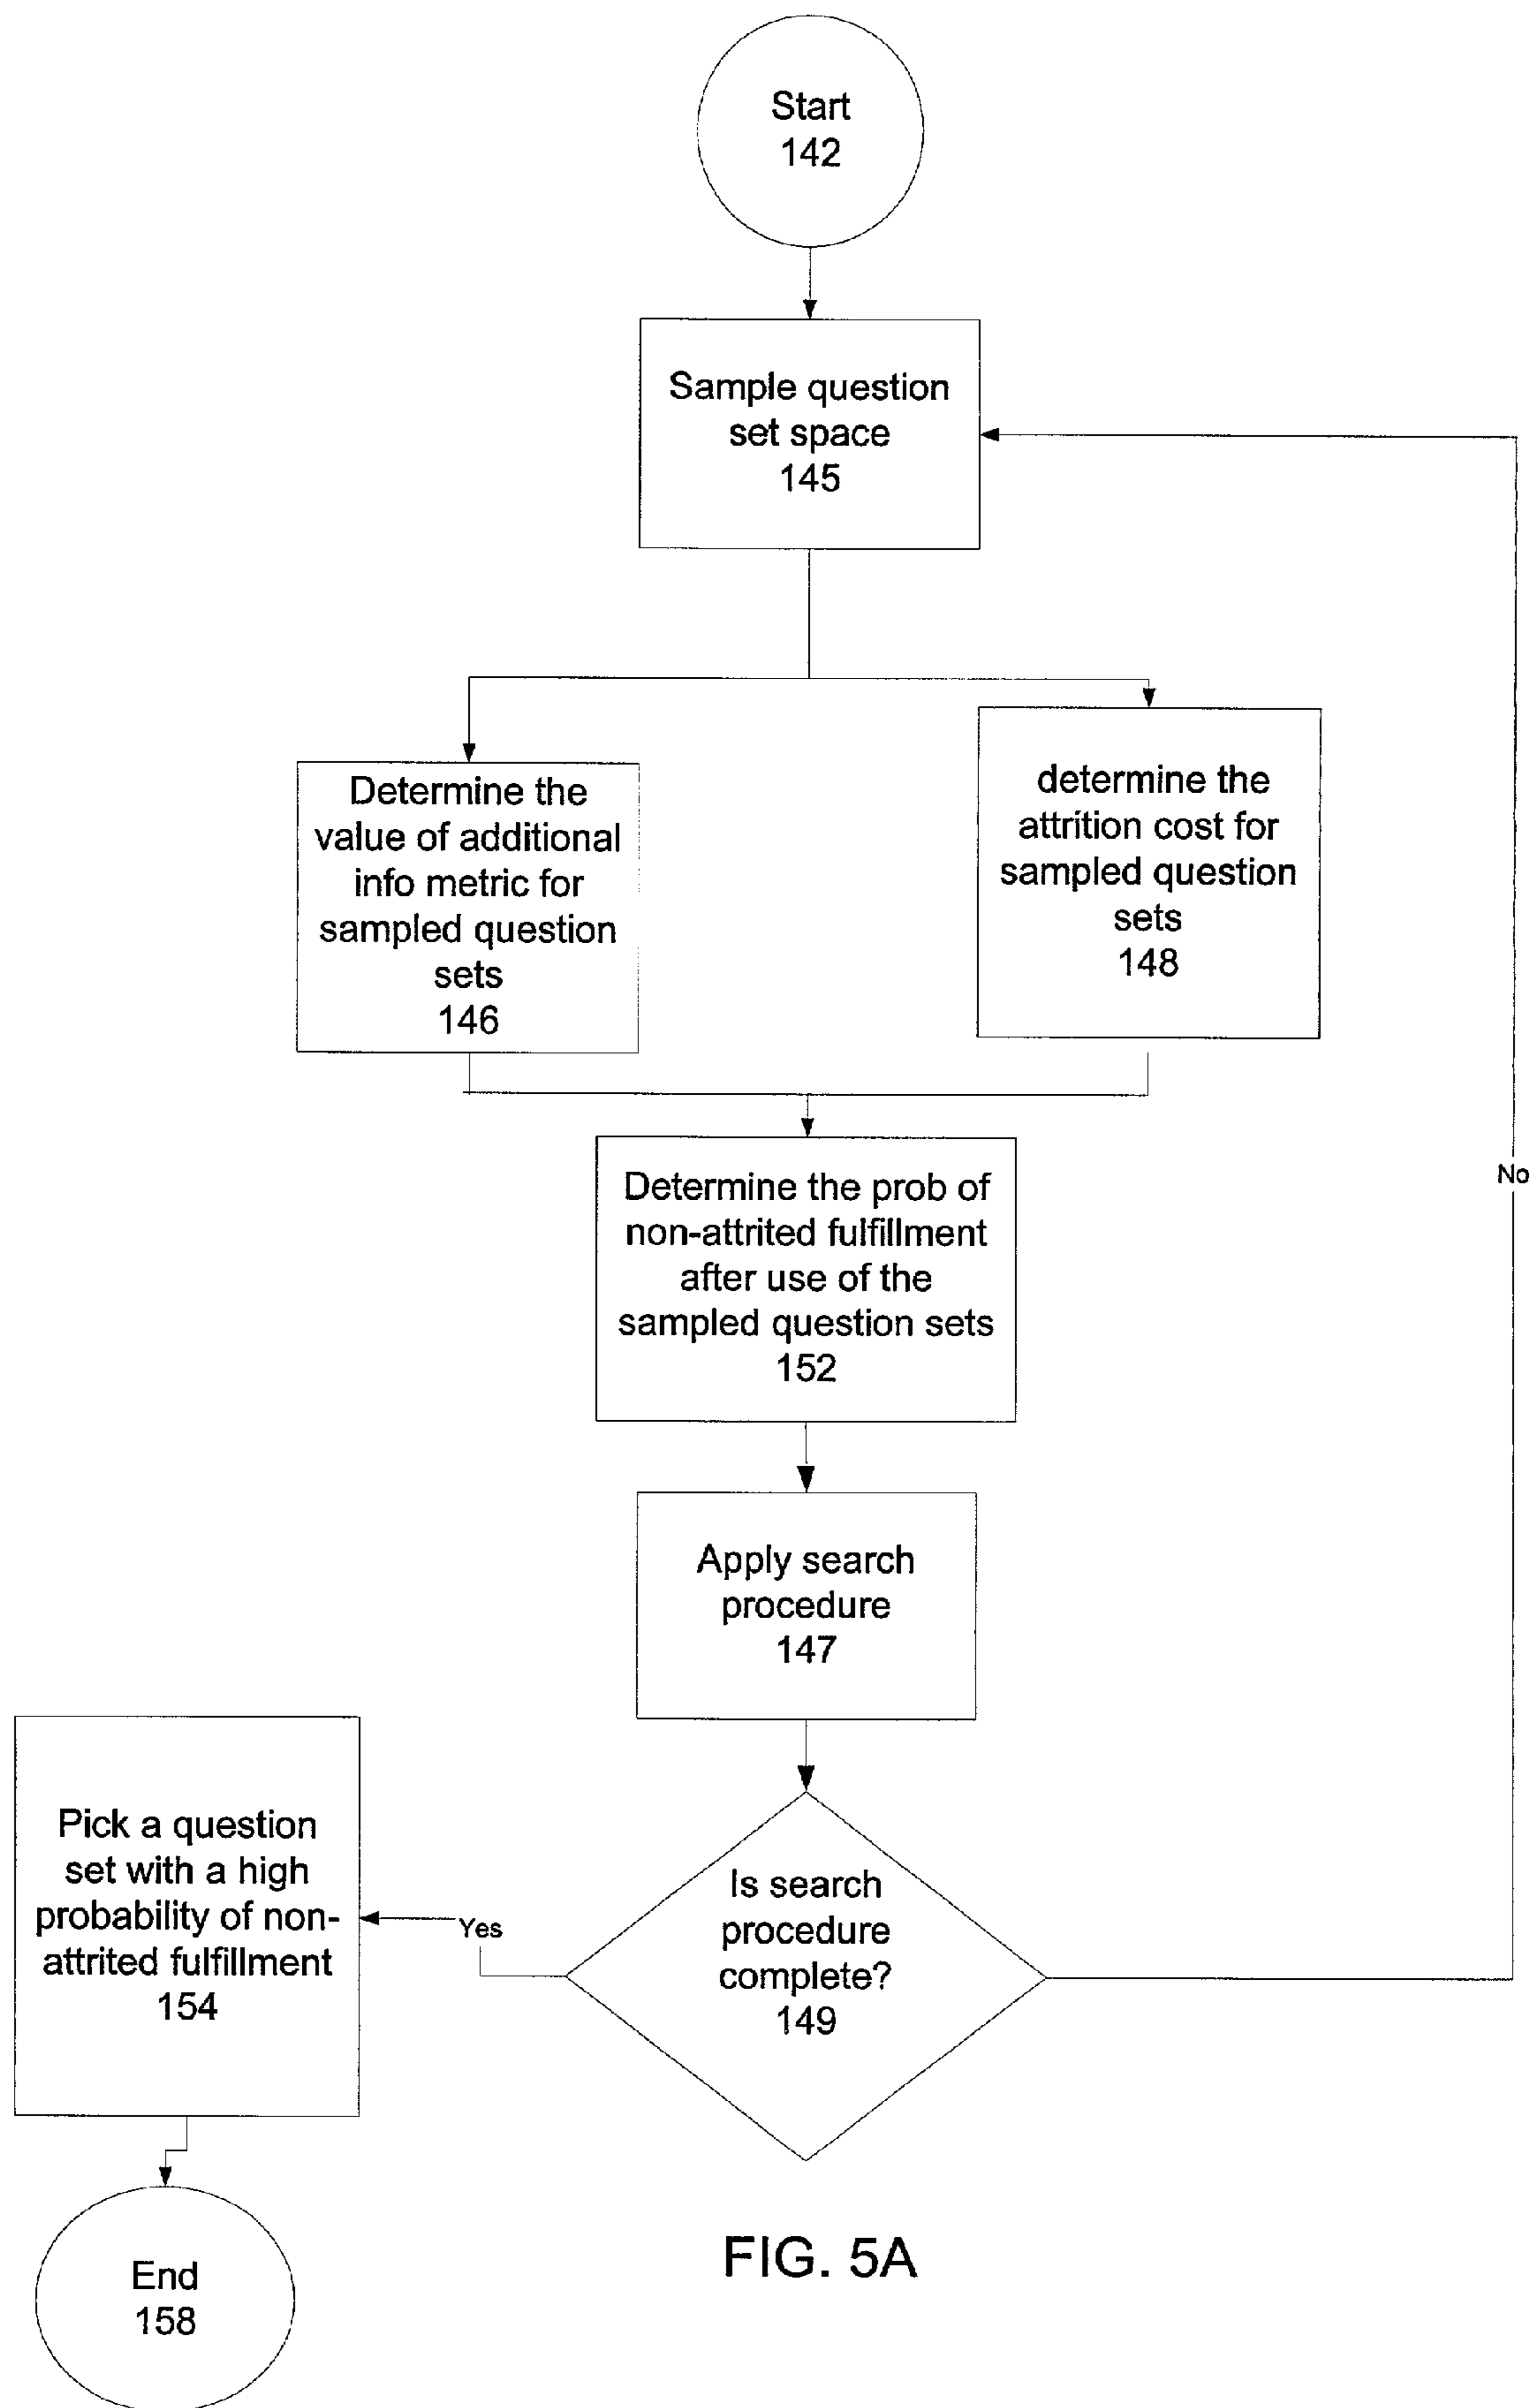 Start
142
Sample question
set space
145
Determine the
value of additional
info metric for
sampled question
sets
146
determine the
attrition cost for
sampled question
sets
148
Determine the prob of
non-attrited fulfillment
after use of the
sampled question sets
152
No
Apply search
procedure
147
Is search
procedure
complete?
149
Yes
Pick a question
set with a high
probability of non-
attrited fulfillment
154
End
158
FIG. 5A